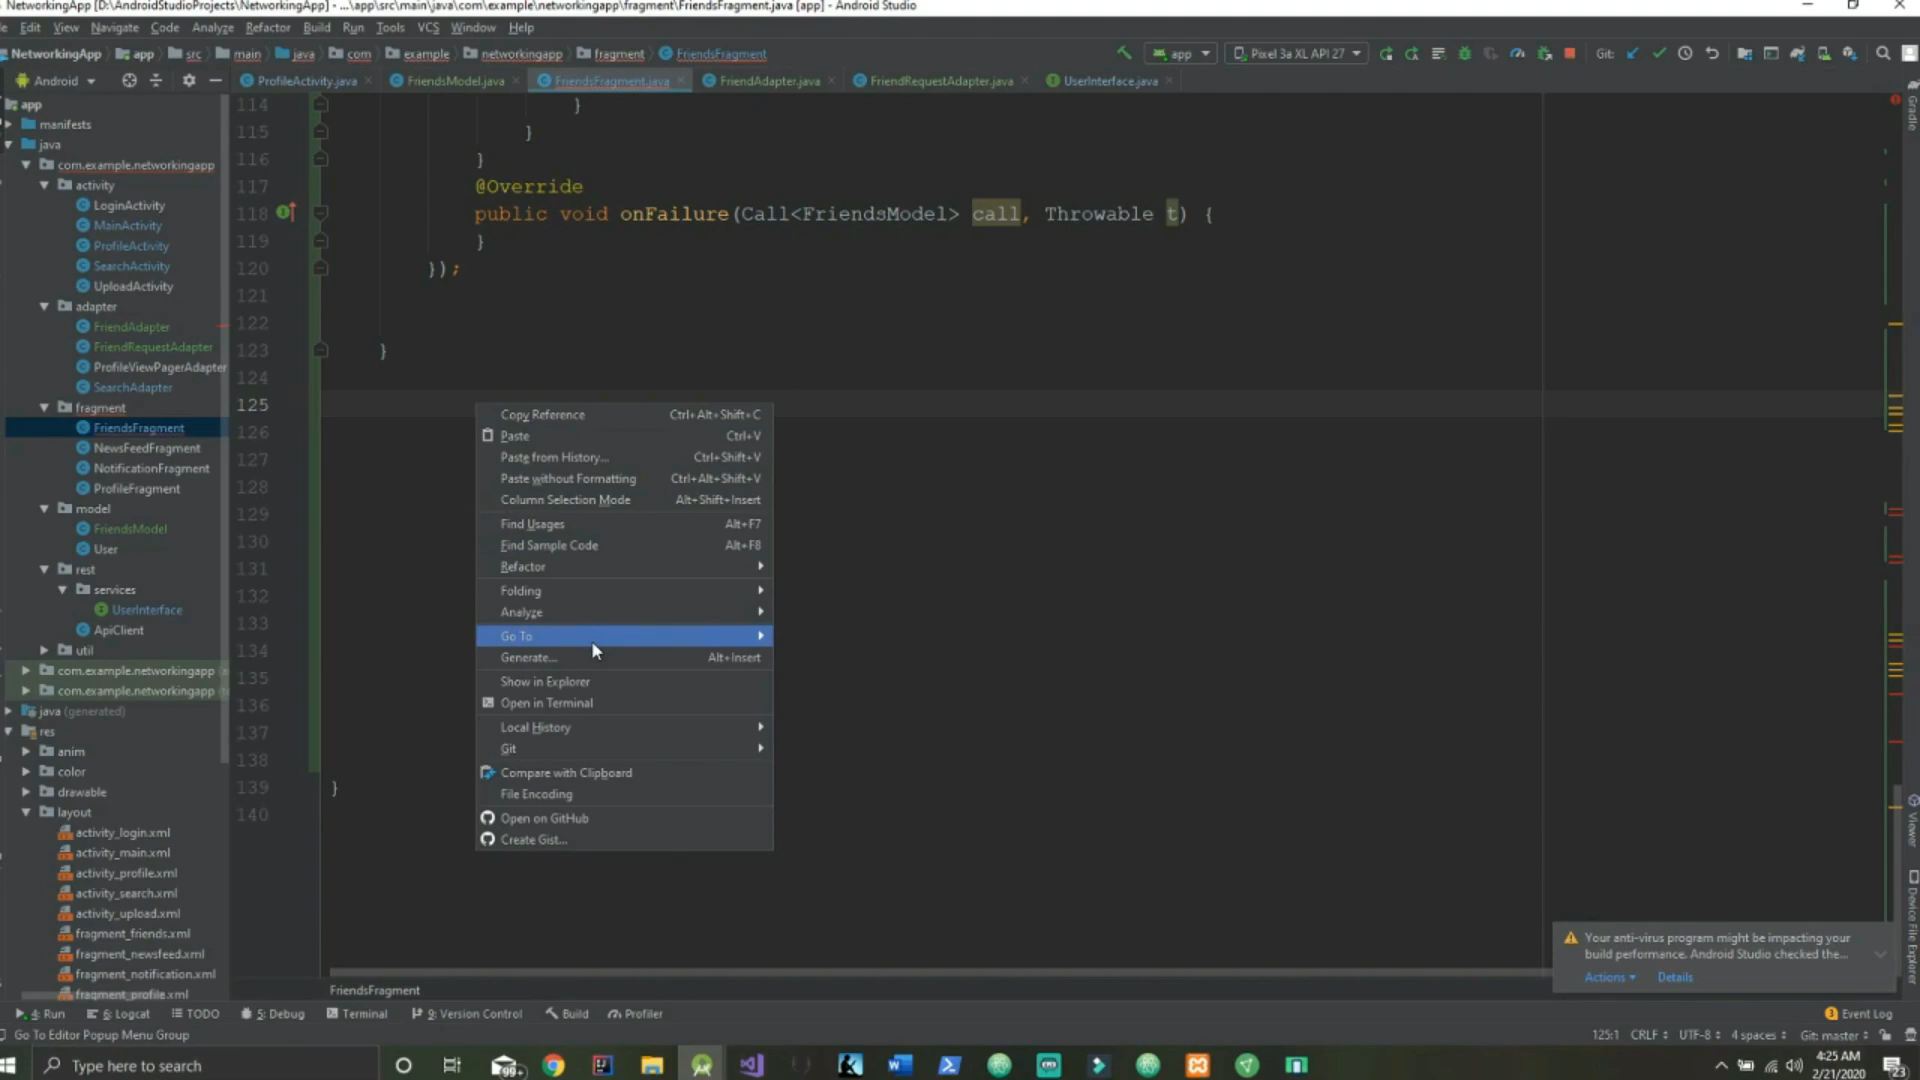 NetworkingApp [D:\AndroidStudioProjects\NetworkingApp] - ...\app\src\main\java\com\example\networkingapp\fragment\FriendsFragment.java [app] - Android Studio
Edit View Navigate Code Analyze Refactor Build Run Tools VCS Window Help
NetworkingApp app src main java com example networkingapp fragment FriendsFragment app Pixel 3a XL API 27 Git:
Android ProfileActivity.java FriendsModel.java FriendsFragment.java FriendAdapter.java FriendRequestAdapter.java UserInterface.java
app
manifests
java
com.example.networkingapp
activity
LoginActivity
MainActivity
ProfileActivity
SearchActivity
UploadActivity
adapter
FriendAdapter
FriendRequestAdapter
ProfileViewPagerAdapter
SearchAdapter
fragment
FriendsFragment
NewsFeedFragment
NotificationFragment
ProfileFragment
model
FriendsModel
User
rest
services
UserInterface
ApiClient
util
com.example.networkingapp
com.example.networkingapp
java (generated)
res
anim
color
drawable
layout
activity_login.xml
activity_main.xml
activity_profile.xml
activity_search.xml
activity_upload.xml
fragment_friends.xml
fragment_newsfeed.xml
fragment_notification.xml
fragment_profile.xml
114 }
115 }
116 }
117 @Override
118 public void onFailure(Call<FriendsModel> call, Throwable t) {
119 }
120 });
121
122
123 }
124
125
126
127
128
129
130
131
132
133
134
135
136
137
138
139 }
140
Copy Reference Ctrl+Alt+Shift+C
Paste Ctrl+V
Paste from History... Ctrl+Shift+V
Paste without Formatting Ctrl+Alt+Shift+V
Column Selection Mode Alt+Shift+Insert
Find Usages Alt+F7
Find Sample Code Alt+F8
Refactor
Folding
Analyze
Go To
Generate... Alt+Insert
Show in Explorer
Open in Terminal
Local History
Git
Compare with Clipboard
File Encoding
Open on GitHub
Create Gist...
Gradle
Viewer
Device File Explorer
Your anti-virus program might be impacting your
build performance. Android Studio checked the...
Actions Details
FriendsFragment
4: Run 6: Logcat TODO 5: Debug Terminal 9: Version Control Build Profiler 3 Event Log
Go To Editor Popup Menu Group 125:1 CRLF UTF-8 4 spaces Git: master
Type here to search 99+ 4:25 AM
2/21/2020 23